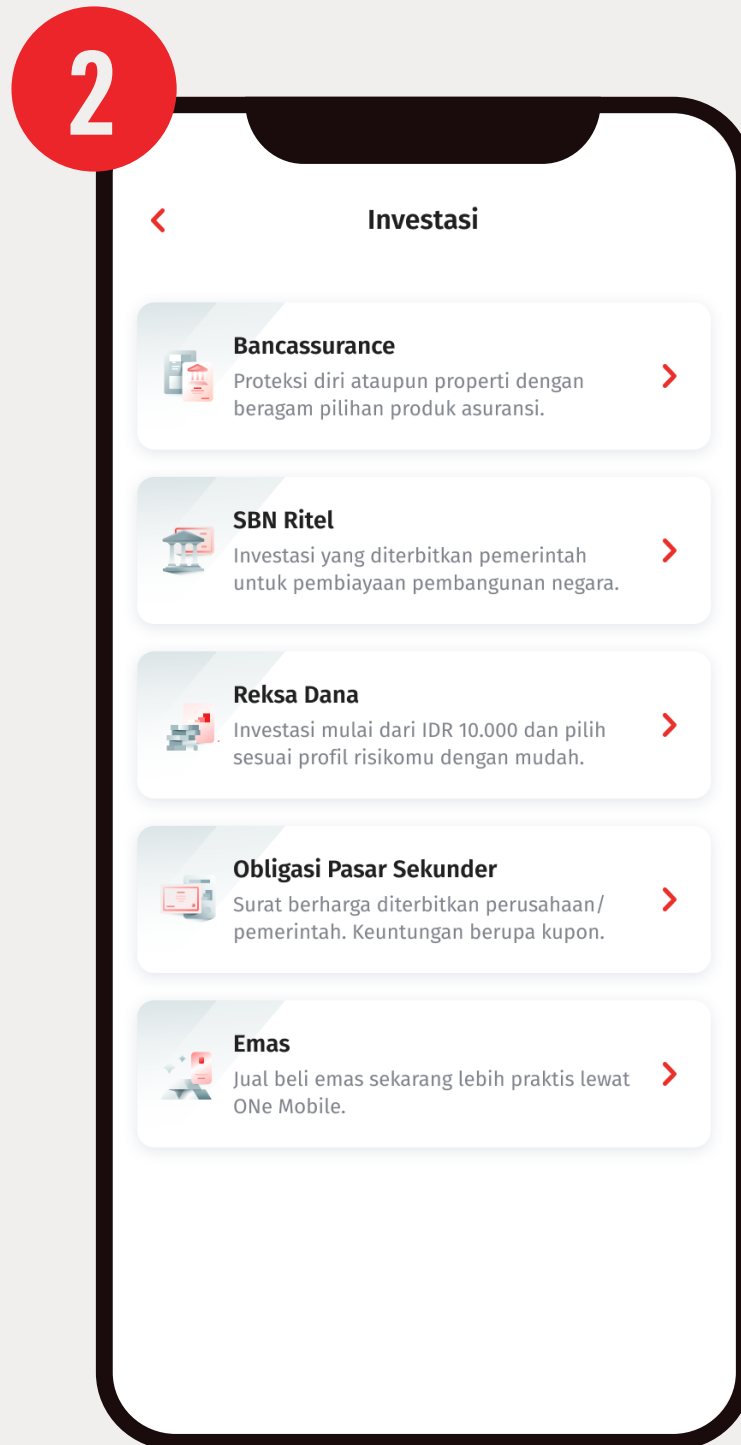 2
Investasi
Bancassurance
Proteksi diri ataupun properti dengan
beragam pilihan produk asuransi.
SBN Ritel
Investasi yang diterbitkan pemerintah
untuk pembiayaan pembangunan negara.
Reksa Dana
Investasi mulai dari IDR 10.000 dan pilih
sesuai profil risikomu dengan mudah.
Obligasi Pasar Sekunder
Surat berharga diterbitkan perusahaan/
pemerintah. Keuntungan berupa kupon.
Emas
Jual beli emas sekarang lebih praktis lewat
ONe Mobile.